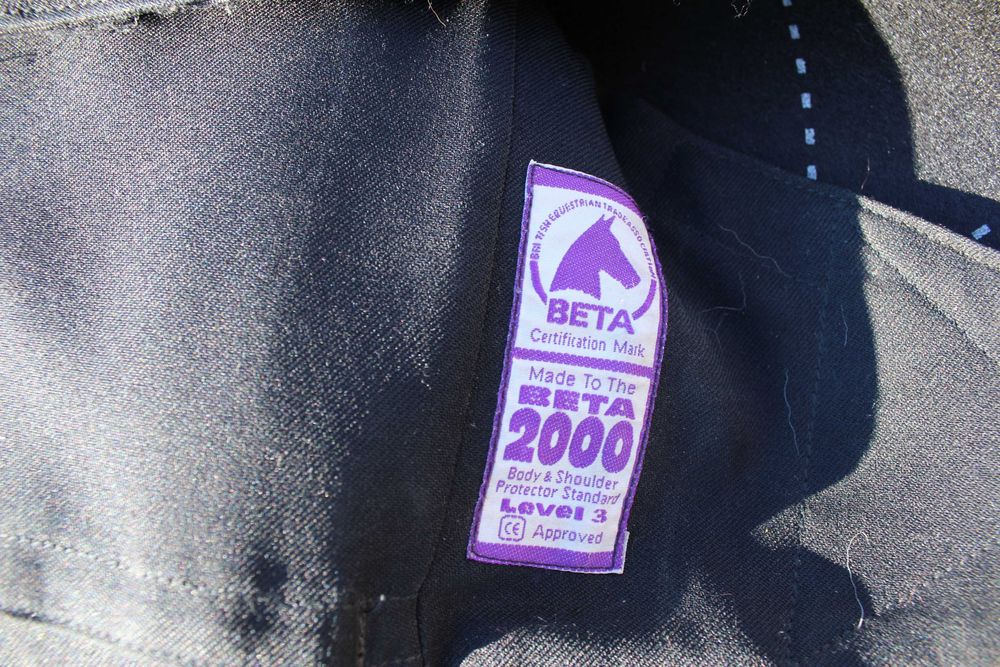 BRITISH EQUESTRIAN TRADE ASSOCIATION
BETA
Certification Mark
Made To The
BETA
2000
Body & Shoulder
Protector Standard
Level 3
CE Approved